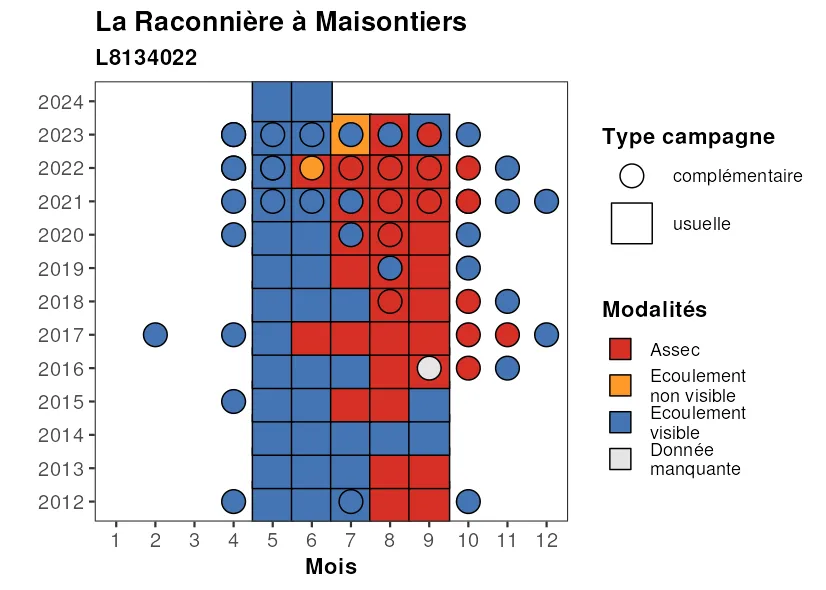 La Raconnière à Maisontiers
L8134022
2024
2023
2022
2021
2020
2019
2018
2017
2016
2015
2014
2013
2012
1 2 3 4 5 6 7 8 9 10 11 12
Mois
Type campagne
complémentaire
usuelle
Modalités
Assec
Ecoulement
non visible
Ecoulement
visible
Donnée
manquante